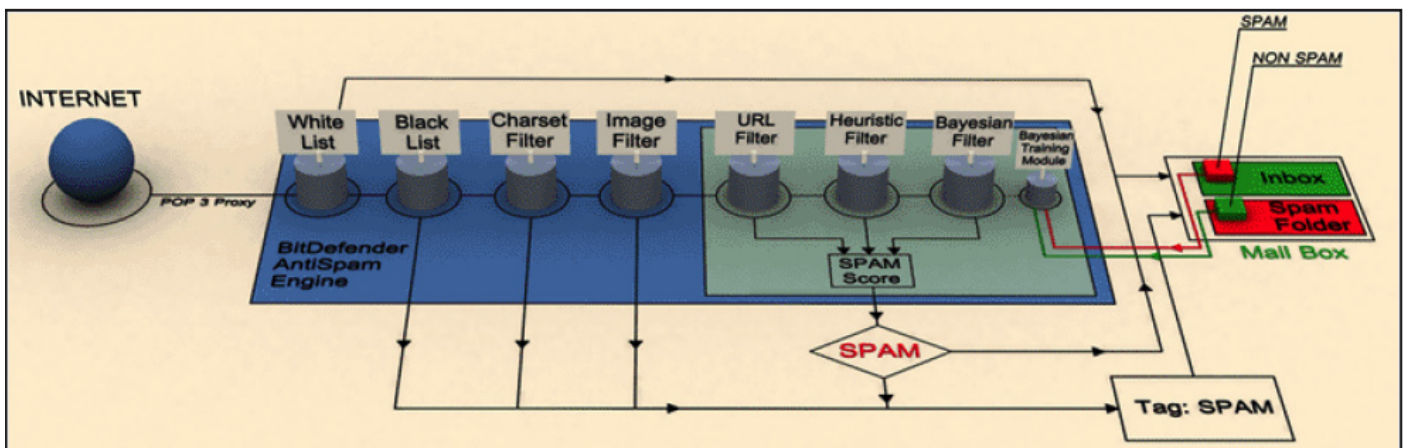 SPAM
NON SPAM
INTERNET
White
List
Black
List
Charset
Filter
Image
Filter
URL
Filter
Heuristic
Filter
Bayesian
Filter
Bayesian
Training
Module
POP 3 Proxy
Inbox
Spam
Folder
Mail Box
BitDefender
AntiSpam
Engine
SPAM
Score
SPAM
Tag: SPAM